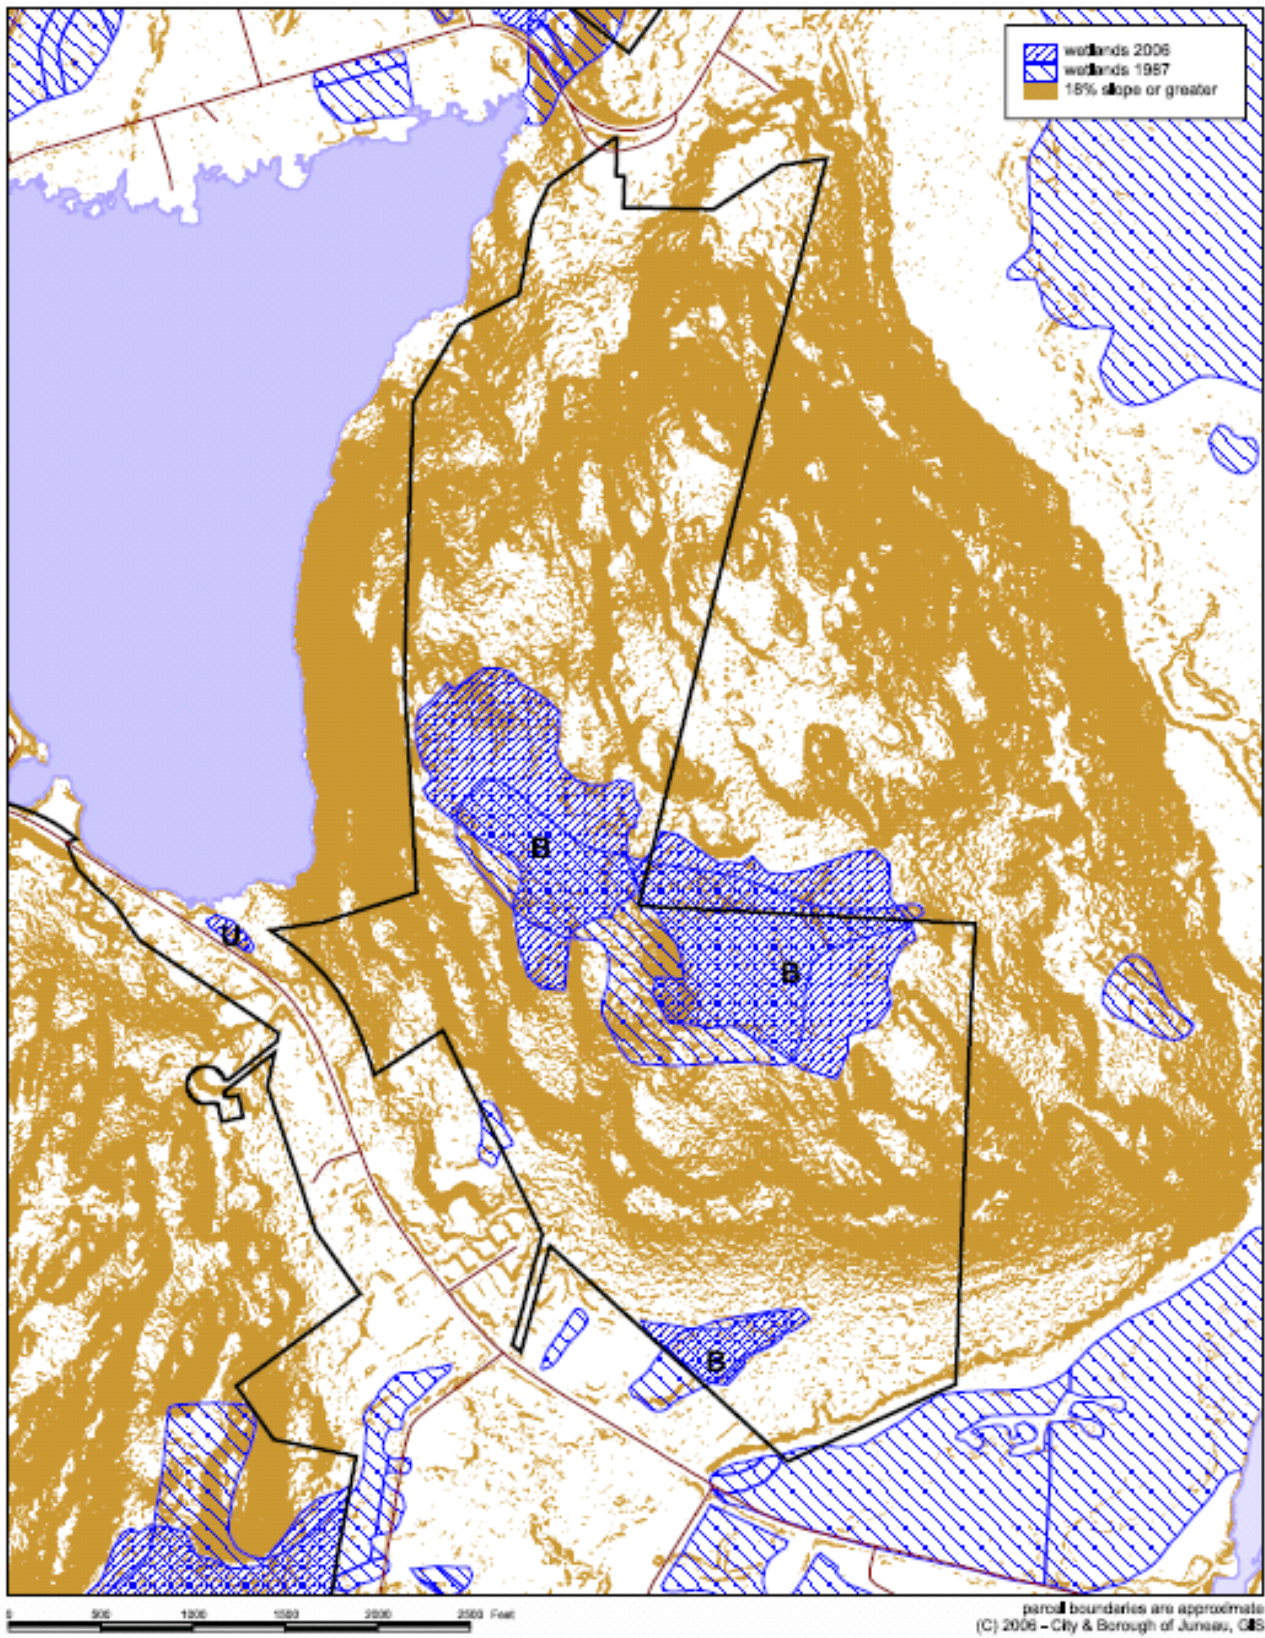 wetlands 2006
wetlands 1987
18% slope or greater
B
U
B
B
0 500 1000 1500 2000 2500 Feet
parcel boundaries are approximate
(C) 2006 - City & Borough of Juneau, GIS